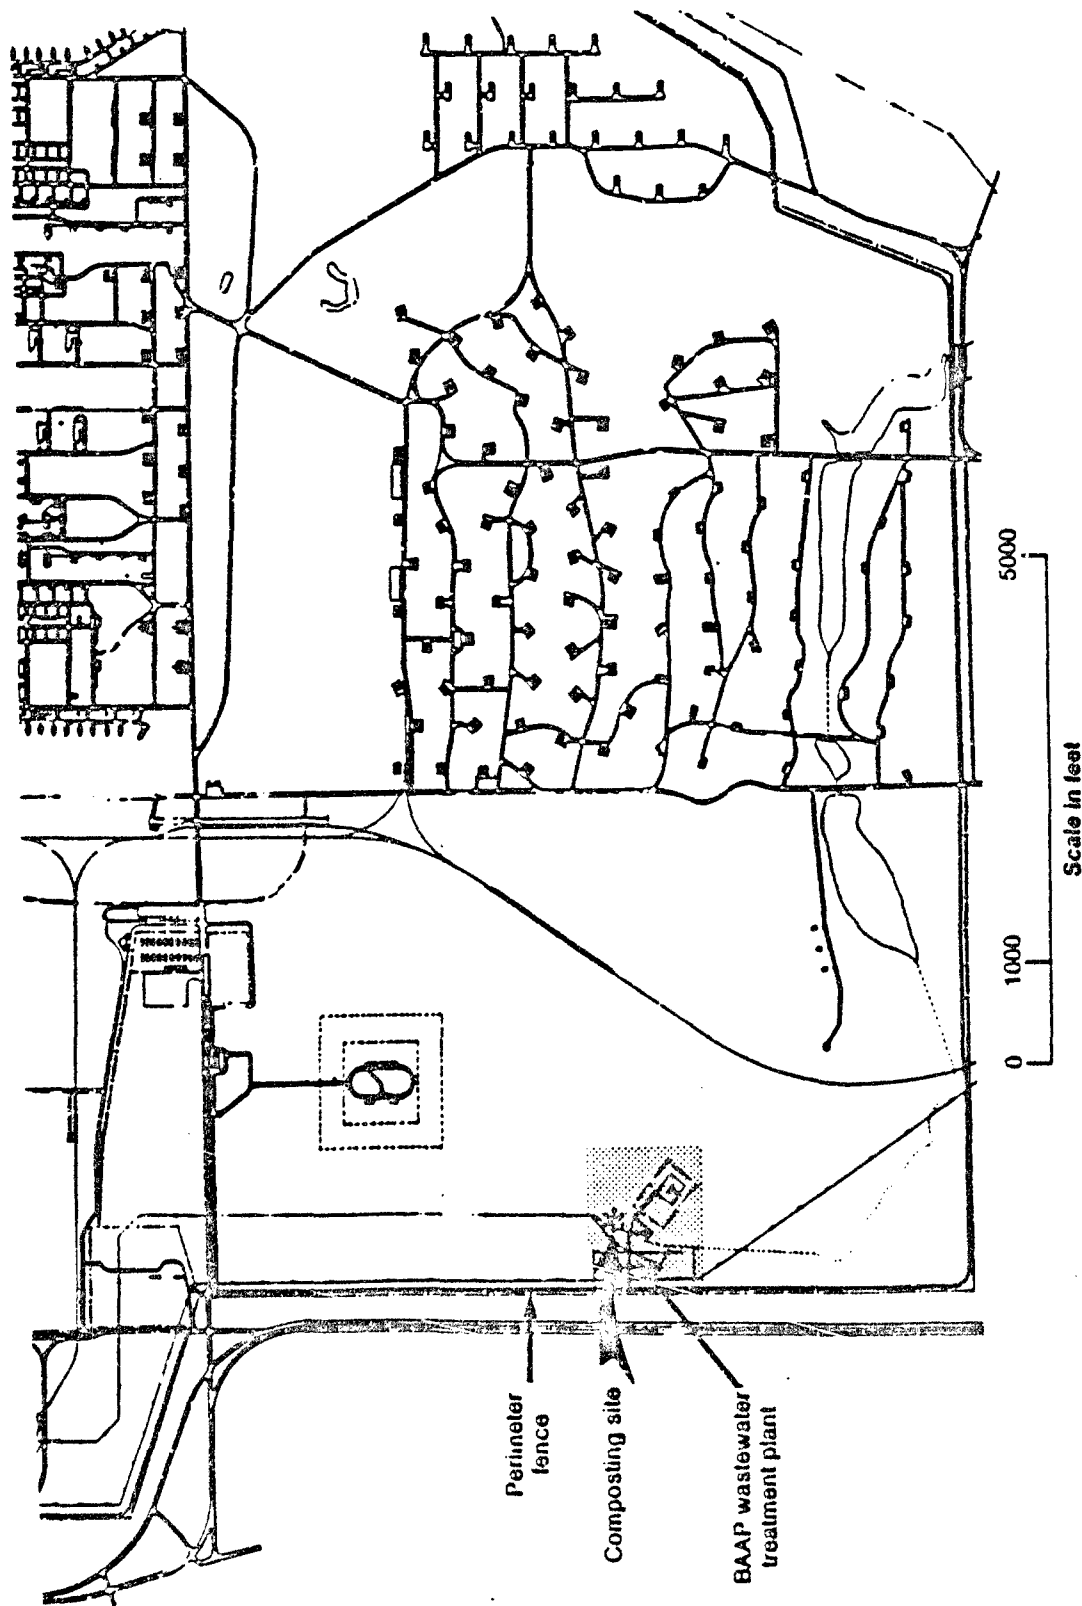 Perimeter
fence
Composting site
BAAP wastewater
treatment plant
0
1000
5000
Scale in feet